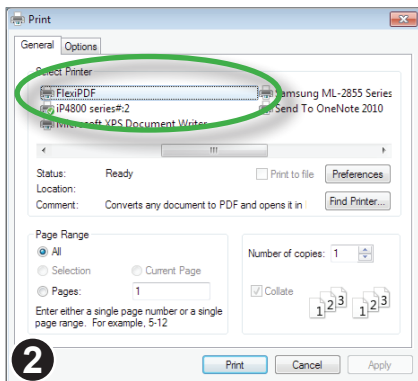 Print
General Options
Select Printer
FlexiPDF Samsung ML-2855 Series
iP4800 series#:2 Send To OneNote 2010
Microsoft XPS Document Writer
Status: Ready Print to file Preferences
Location:
Comment: Converts any document to PDF and opens it in Find Printer...
Page Range
All Number of copies: 1
Selection Current Page
Pages: 1 Collate
Enter either a single page number or a single
page range. For example, 5-12
1 2 3 1 2 3
2
Print Cancel Apply